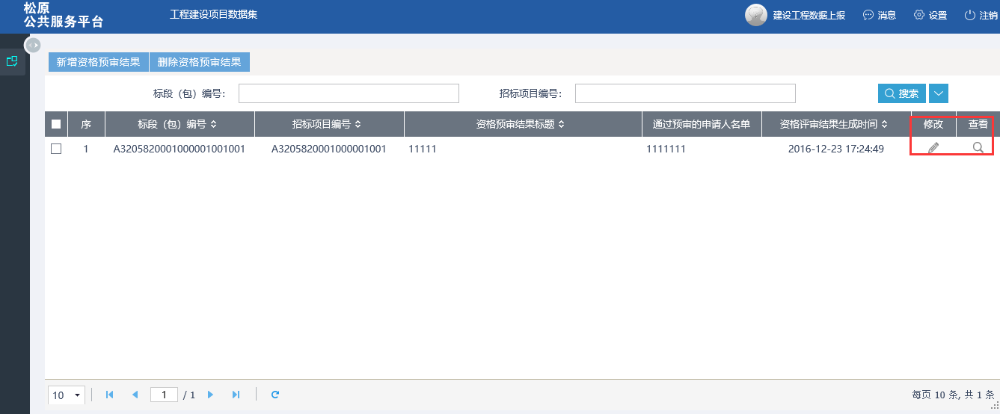 松原
公共服务平台
工程建设项目数据集
建设工程数据上报 消息 设置 注销
新增资格预审结果 删除资格预审结果
标段（包）编号： 招标项目编号： 搜索
序 标段（包）编号 招标项目编号 资格预审结果标题 通过预审的申请人名单 资格评审结果生成时间 修改 查看
1 A3205820001000001001001 A3205820001000001001 11111 1111111 2016-12-23 17:24:49
10 1 / 1 每页 10 条, 共 1 条